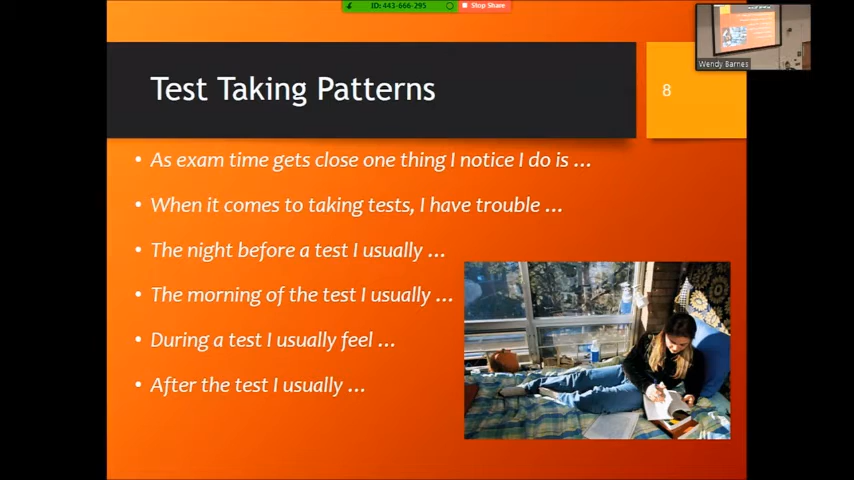 ID: 443-666-295
Stop Share
Wendy Barnes
Test Taking Patterns
8
• As exam time gets close one thing I notice I do is ...
• When it comes to taking tests, I have trouble ...
• The night before a test I usually ...
• The morning of the test I usually ...
• During a test I usually feel ...
• After the test I usually ...